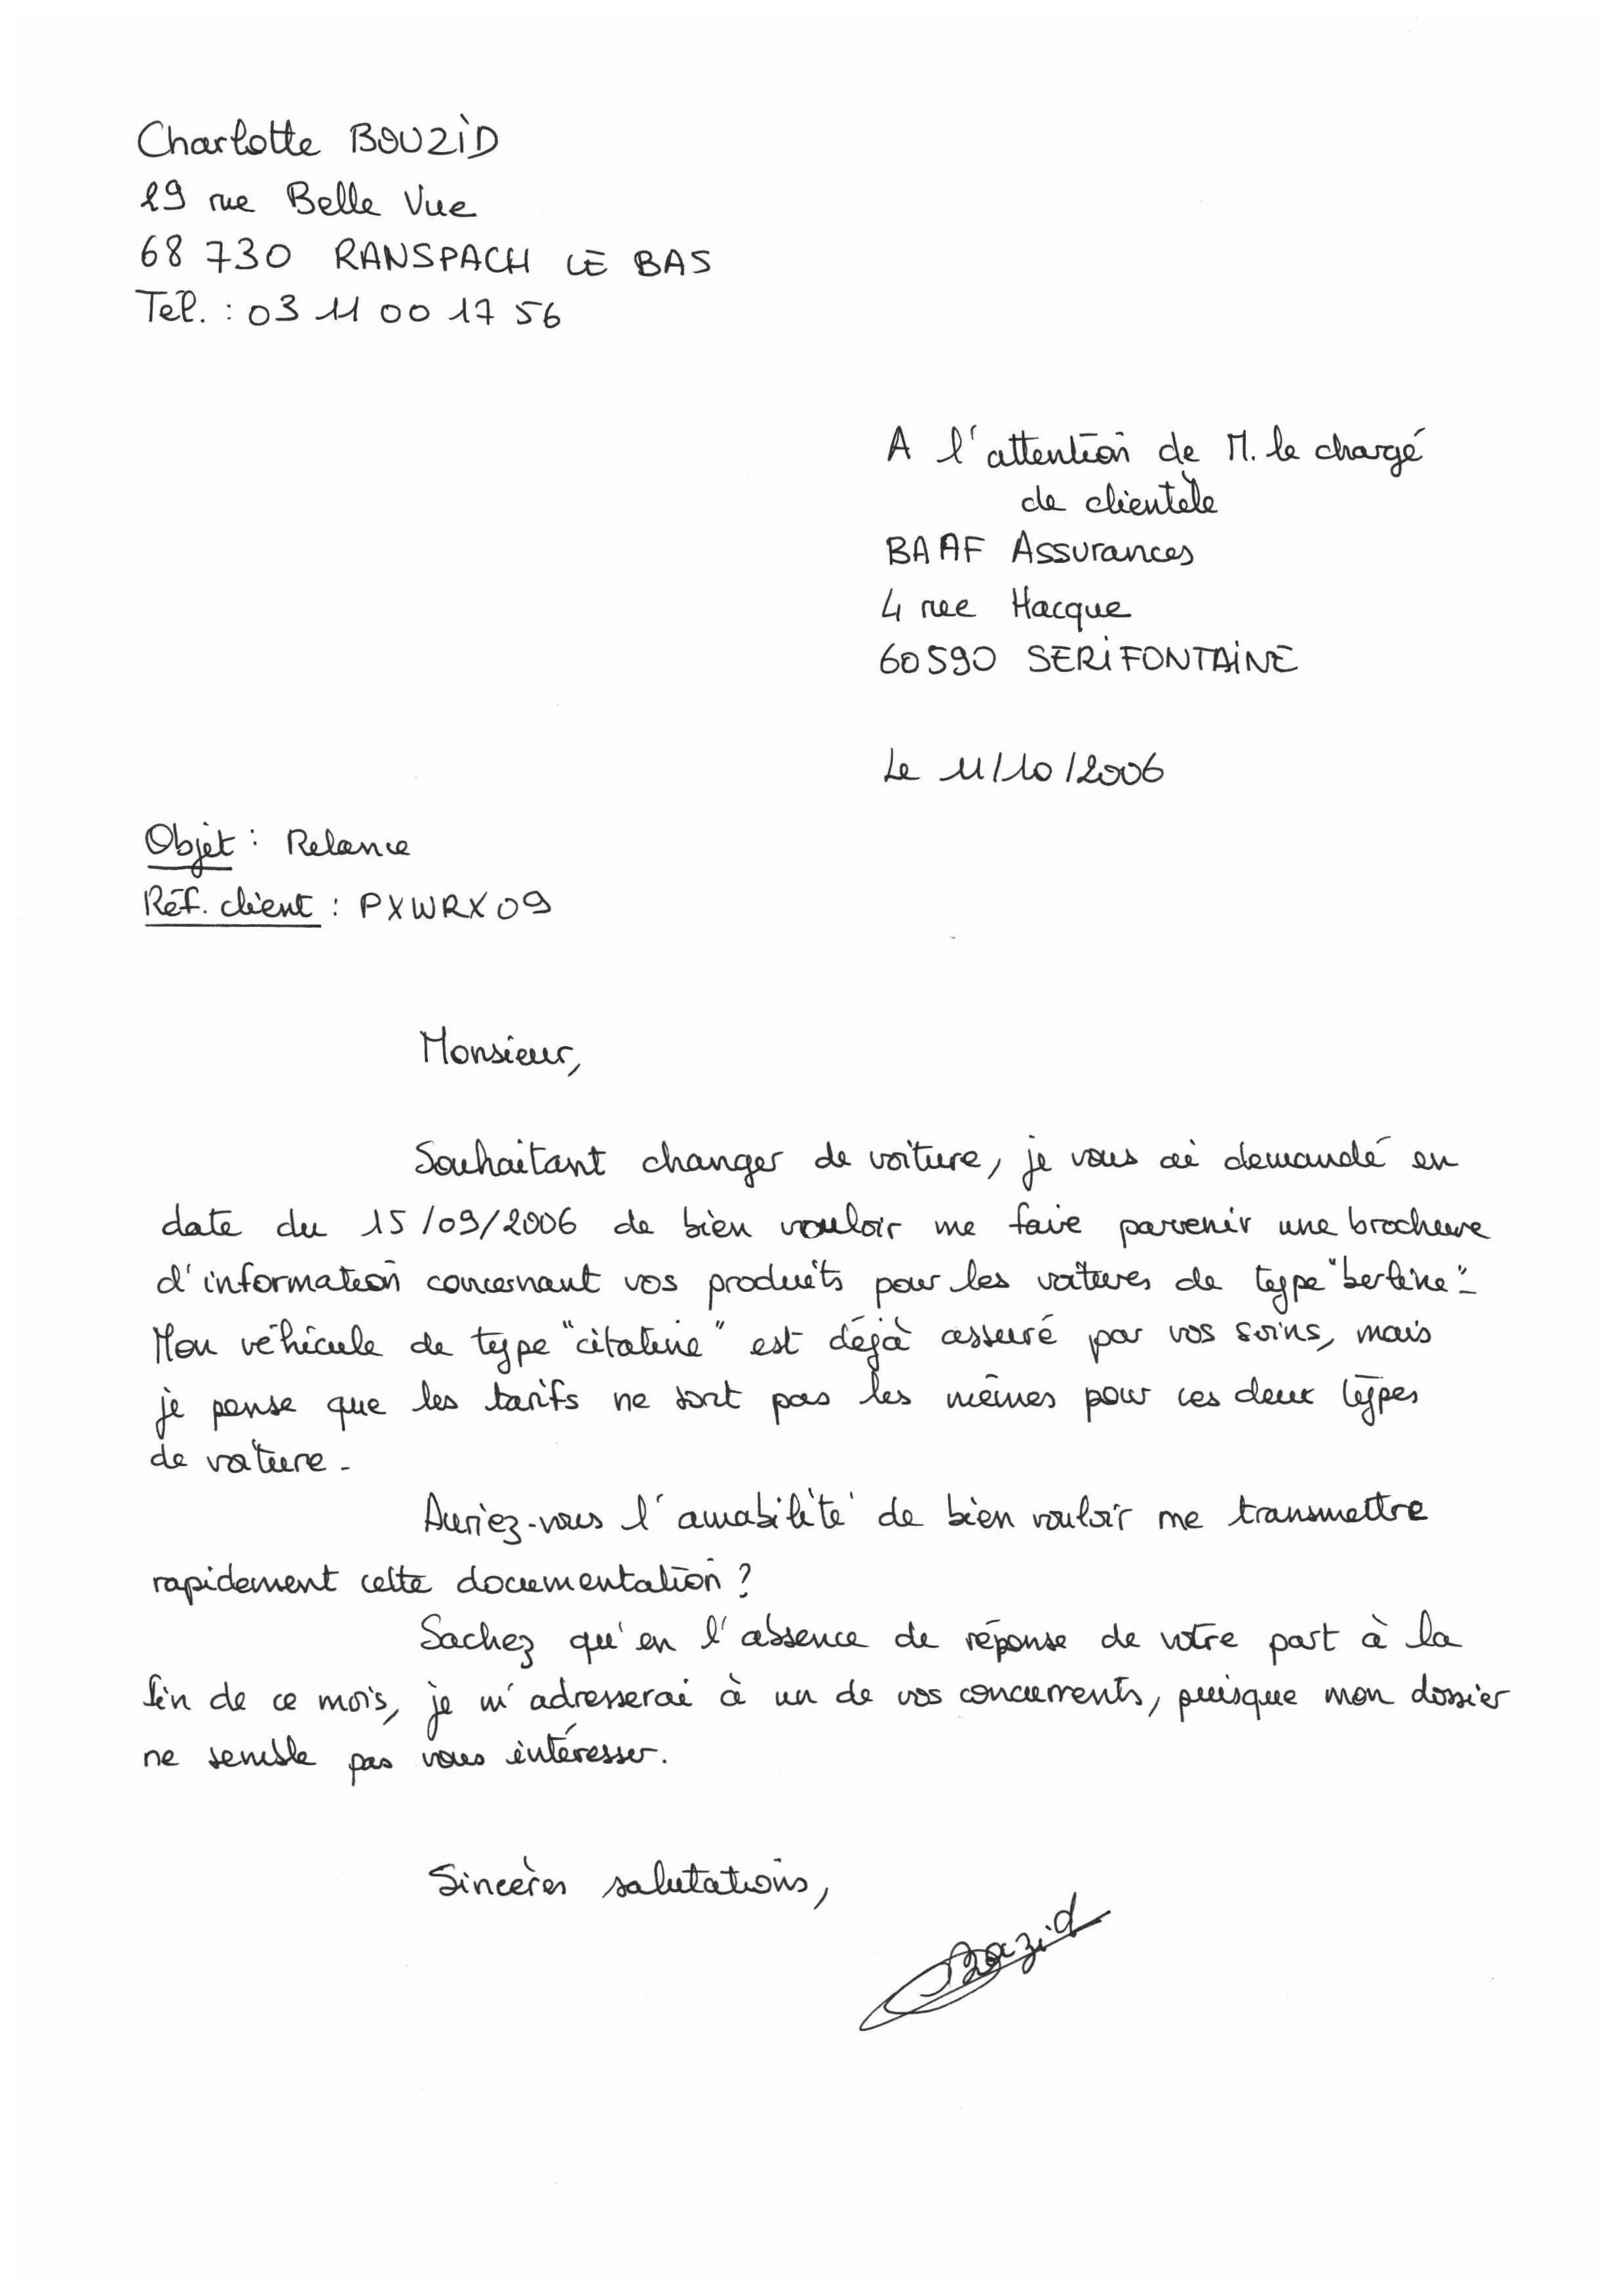 Charlotte BOUZID
29 rue Belle Vue
68 730 RANSPACH LE BAS
Tél. : 03 11 00 17 56
A l'attention de M. le chargé
de clientèle
BAAF Assurances
4 rue Hacque
60590 SERIFONTAINE
Le 11/10/2006
Objet : Relance
Réf. client : PXWRX09
Monsieur,
Souhaitant changer de voiture, je vous ai demandé en
date du 15/09/2006 de bien vouloir me faire parvenir une brochure
d'information concernant vos produits pour les voitures de type "berline".
Mon véhicule de type "citadine" est déjà assuré par vos soins, mais
je pense que les tarifs ne sont pas les mêmes pour ces deux types
de voiture.
Auriez-vous l'amabilité de bien vouloir me transmettre
rapidement cette documentation ?
Sachez qu'en l'absence de réponse de votre part à la
fin de ce mois, je m'adresserai à un de vos concurrents, puisque mon dossier
ne semble pas vous intéresser.
Sincères salutations,
Bouzid